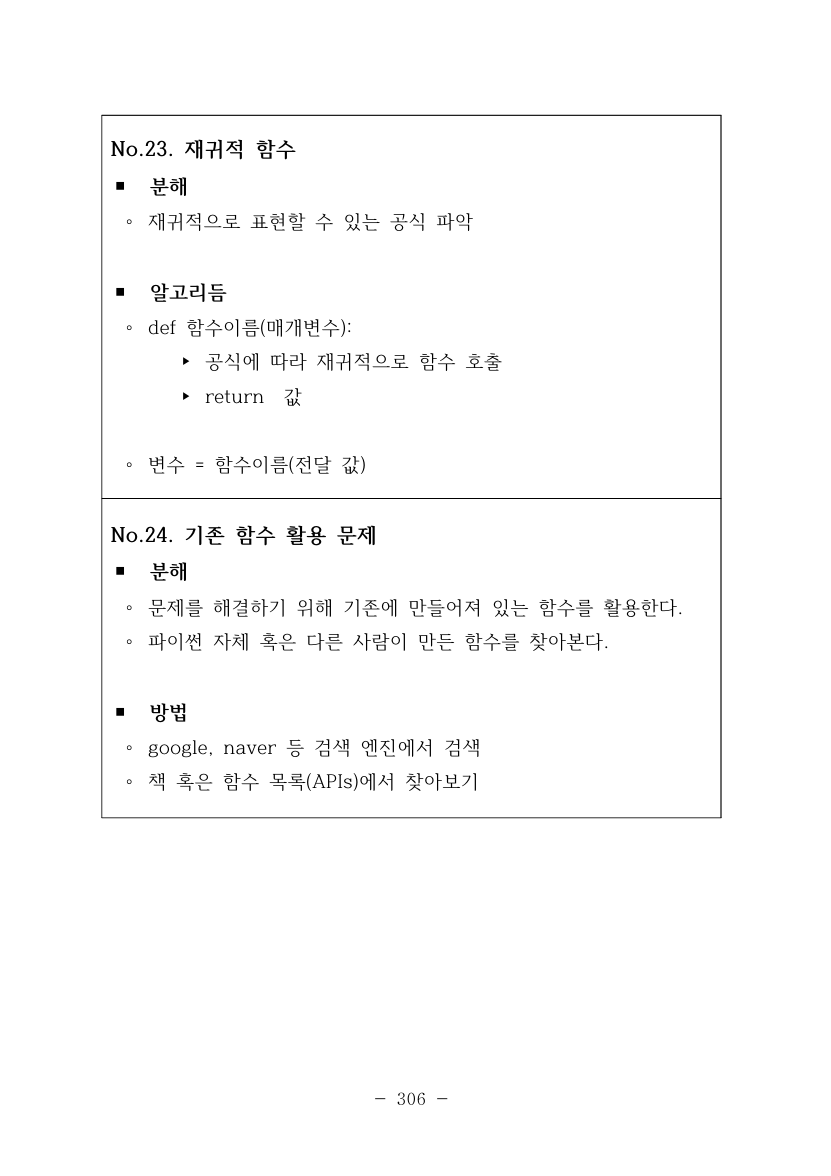 No.23. 재귀적 함수
■ 분해
◦ 재귀적으로 표현할 수 있는 공식 파악
■ 알고리듬
◦ def 함수이름(매개변수):
▸ 공식에 따라 재귀적으로 함수 호출
▸ return 값
◦ 변수 = 함수이름(전달 값)
No.24. 기존 함수 활용 문제
■ 분해
◦ 문제를 해결하기 위해 기존에 만들어져 있는 함수를 활용한다.
◦ 파이썬 자체 혹은 다른 사람이 만든 함수를 찾아본다.
■ 방법
◦ google, naver 등 검색 엔진에서 검색
◦ 책 혹은 함수 목록(APIs)에서 찾아보기
- 306 -